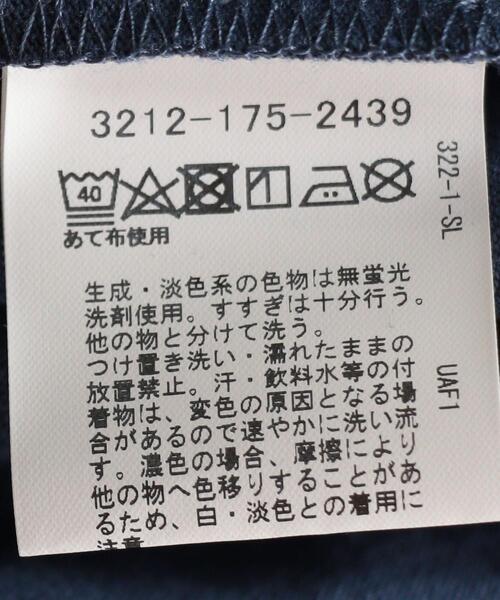 3212-175-2439
40
あて布使用
生成・淡色系の色物は無蛍光
洗剤使用。すすぎは十分行う。
他の物と分けて洗う。
つけ置き洗い・濡れたままの
放置禁止。汗・飲料水等の付
着物は、変色の原因となる場
合があるので速やかに洗い流
す。濃色の場合、摩擦により
他の物へ色移りすることがあ
るため、白・淡色との着用に
注意
322-1-SL
UAF1